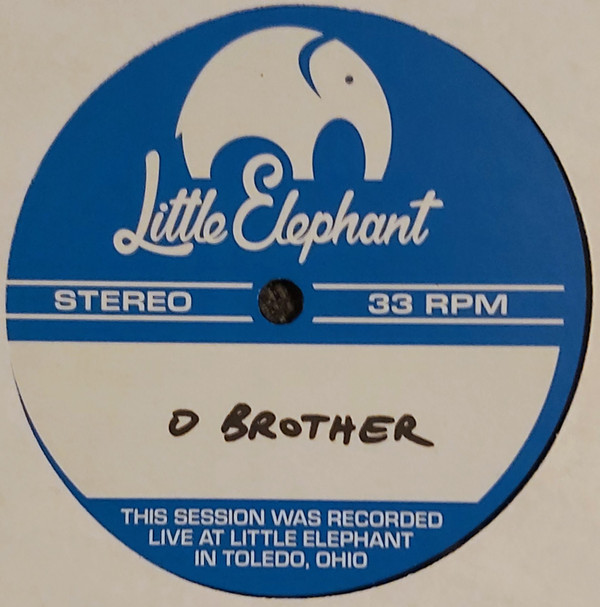 Little Elephant
STEREO 33 RPM
O BROTHER
THIS SESSION WAS RECORDED
LIVE AT LITTLE ELEPHANT
IN TOLEDO, OHIO